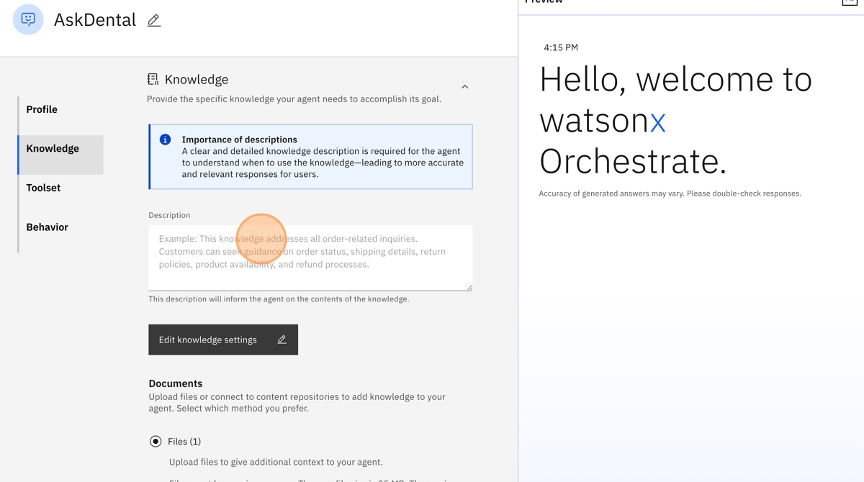 AskDental
Profile
Knowledge
Toolset
Behavior
Knowledge
Provide the specific knowledge your agent needs to accomplish its goal.
Importance of descriptions
A clear and detailed knowledge description is required for the agent
to understand when to use the knowledge—leading to more accurate
and relevant responses for users.
Description
Example: This knowledge addresses all order-related inquiries.
Customers can seek guidance on order status, shipping details, return
policies, product availability, and refund processes.
This description will inform the agent on the contents of the knowledge.
Edit knowledge settings
Documents
Upload files or connect to content repositories to add knowledge to your
agent. Select which method you prefer.
Files (1)
Upload files to give additional context to your agent.
Preview
4:15 PM
Hello, welcome to
watsonx
Orchestrate.
Accuracy of generated answers may vary. Please double-check responses.